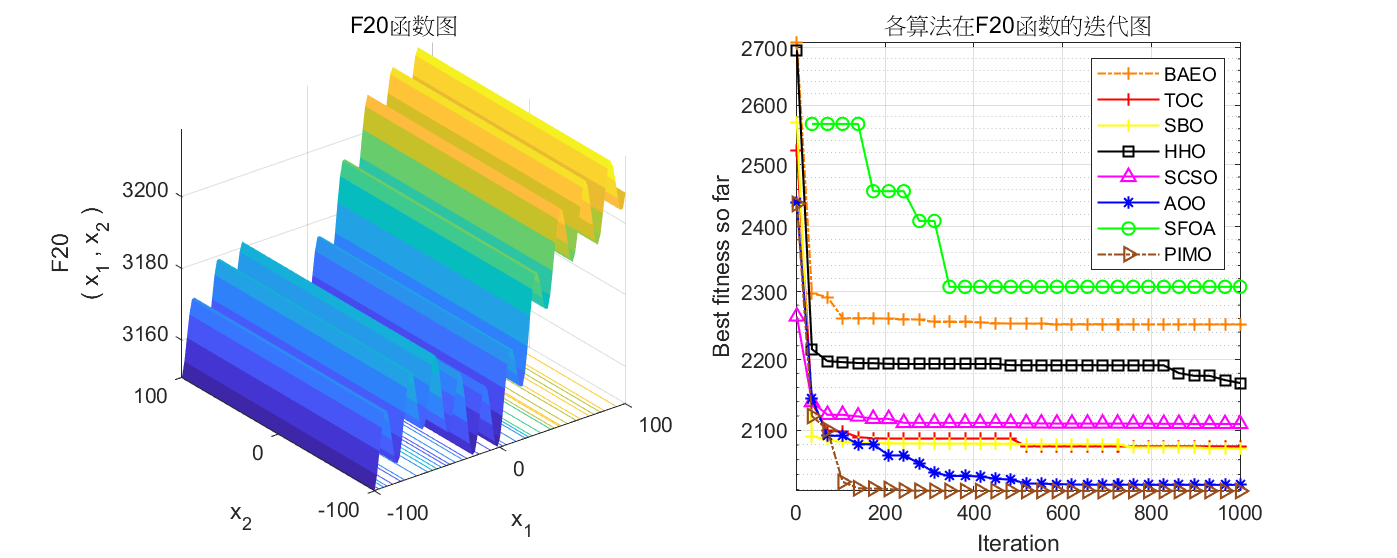 F20函数图
F20
( x1 , x2 )
3200
3180
3160
100
0
-100
x2
-100
0
100
x1
各算法在F20函数的迭代图
Best fitness so far
2700
2600
2500
2400
2300
2200
2100
0
200
400
600
800
1000
Iteration
BAEO
TOC
SBO
HHO
SCSO
AOO
SFOA
PIMO